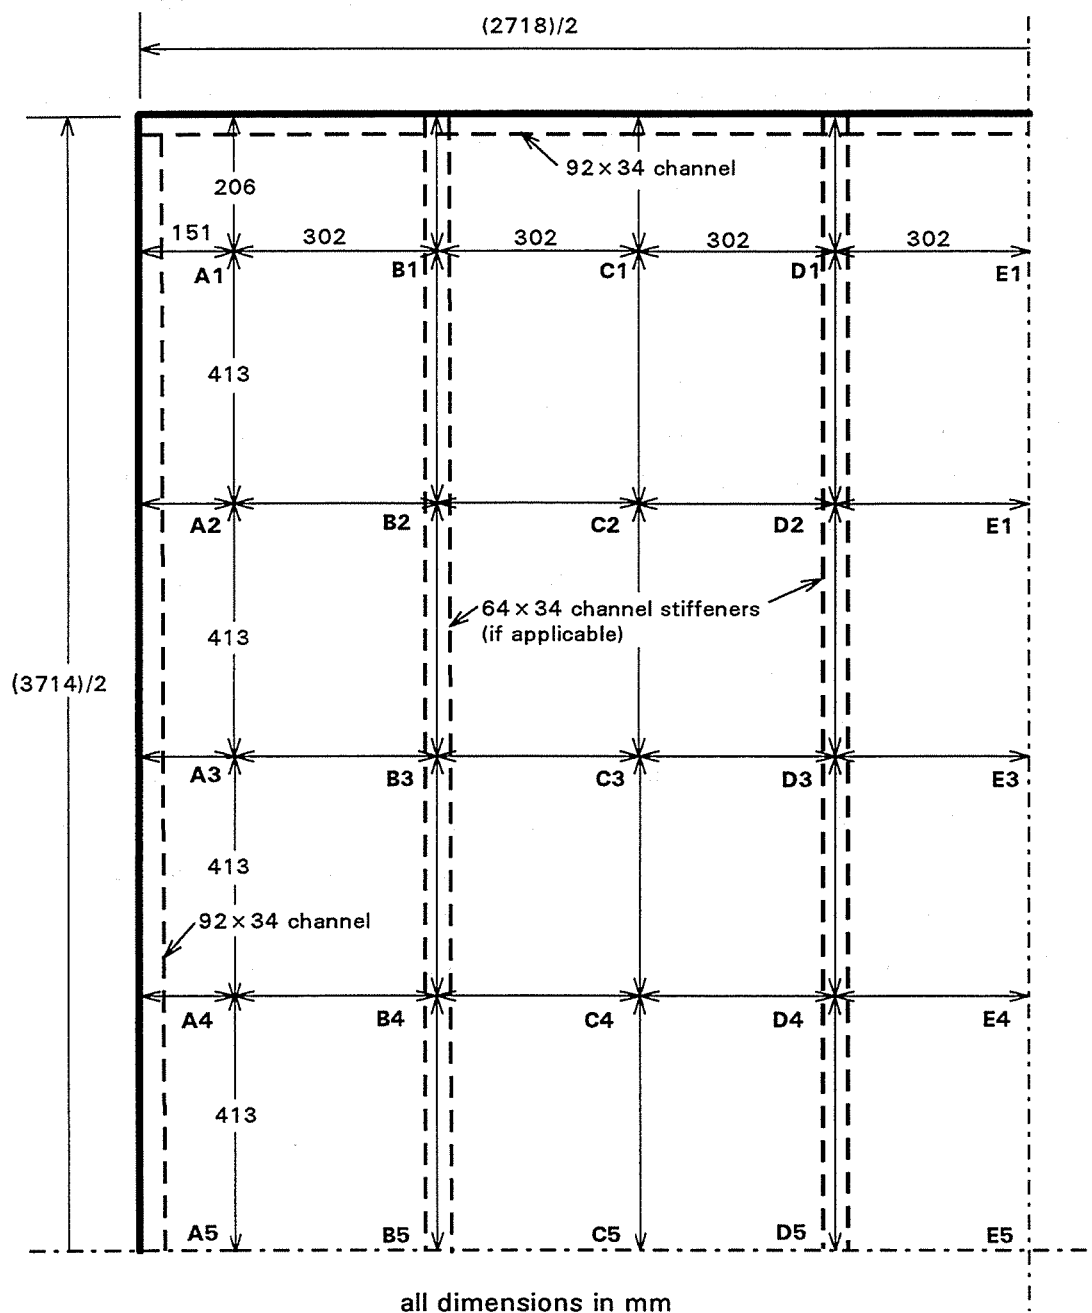 (2718)/2
92×34 channel
206
151
302
302
302
302
A1
B1
C1
D1
E1
413
A2
B2
C2
D2
E1
64×34 channel stiffeners
(if applicable)
413
(3714)/2
A3
B3
C3
D3
E3
413
92×34 channel
A4
B4
C4
D4
E4
413
A5
B5
C5
D5
E5
all dimensions in mm